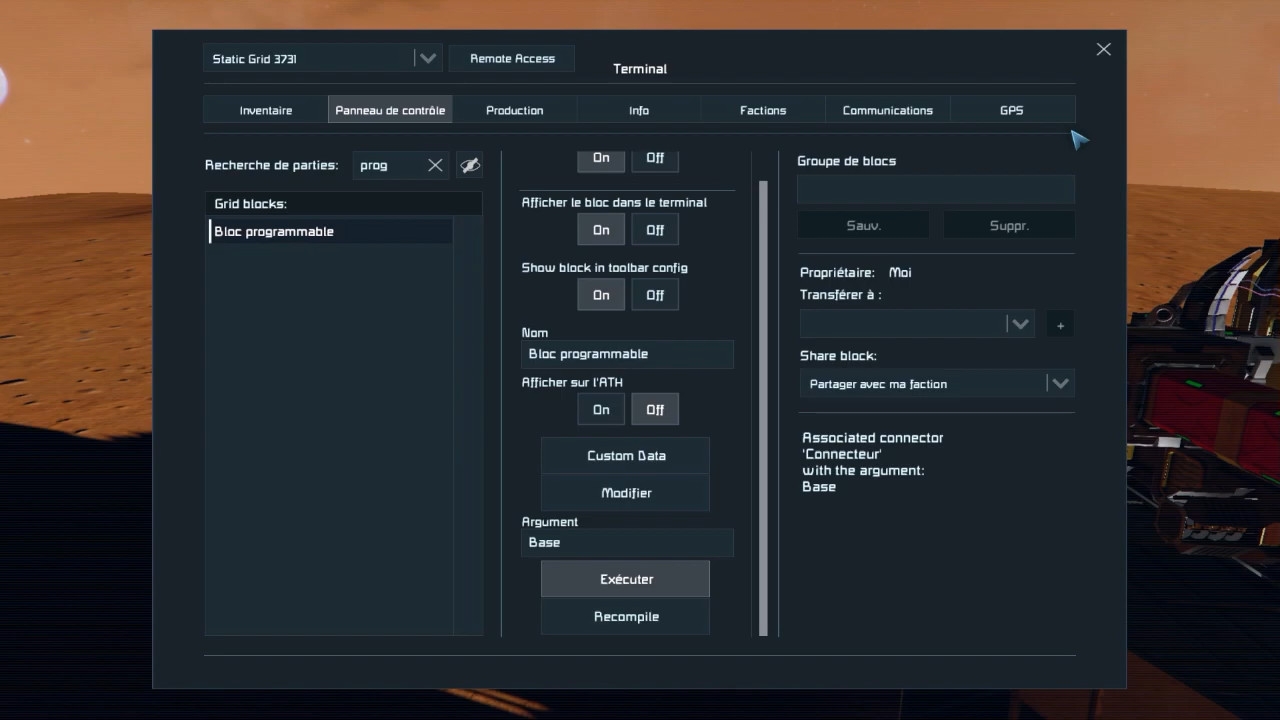 Static Grid 3731
Remote Access
Terminal
Inventaire
Panneau de contrôle
Production
Info
Factions
Communications
GPS
Recherche de parties:
prog
Grid blocks:
Bloc programmable
On
Off
Afficher le bloc dans le terminal
On
Off
Show block in toolbar config
On
Off
Nom
Bloc programmable
Afficher sur l'ATH
On
Off
Custom Data
Modifier
Argument
Base
Exécuter
Recompile
Groupe de blocs
Sauv.
Suppr.
Propriétaire: Moi
Transférer à :
+
Share block:
Partager avec ma faction
Associated connector
'Connecteur'
with the argument:
Base